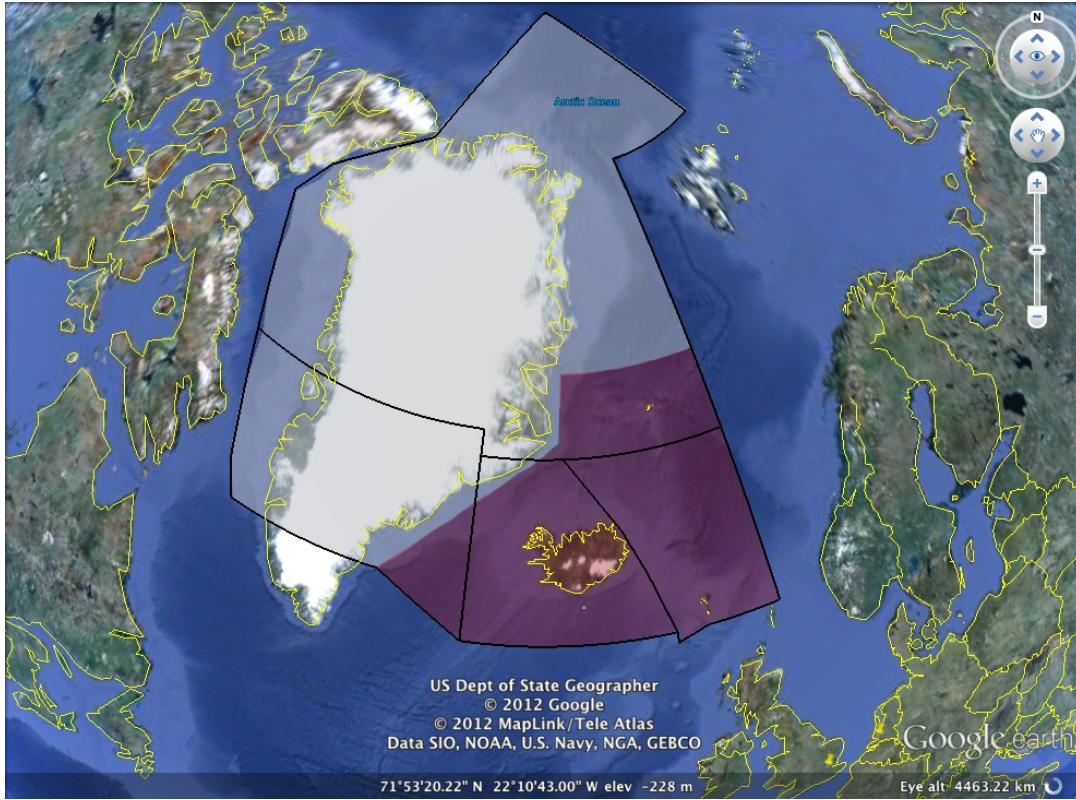 N
Arctic Ocean
US Dept of State Geographer
© 2012 Google
© 2012 MapLink/Tele Atlas
Data SIO, NOAA, U.S. Navy, NGA, GEBCO
Google earth
71°53'20.22" N 22°10'43.00" W elev -228 m
Eye alt 4463.22 km